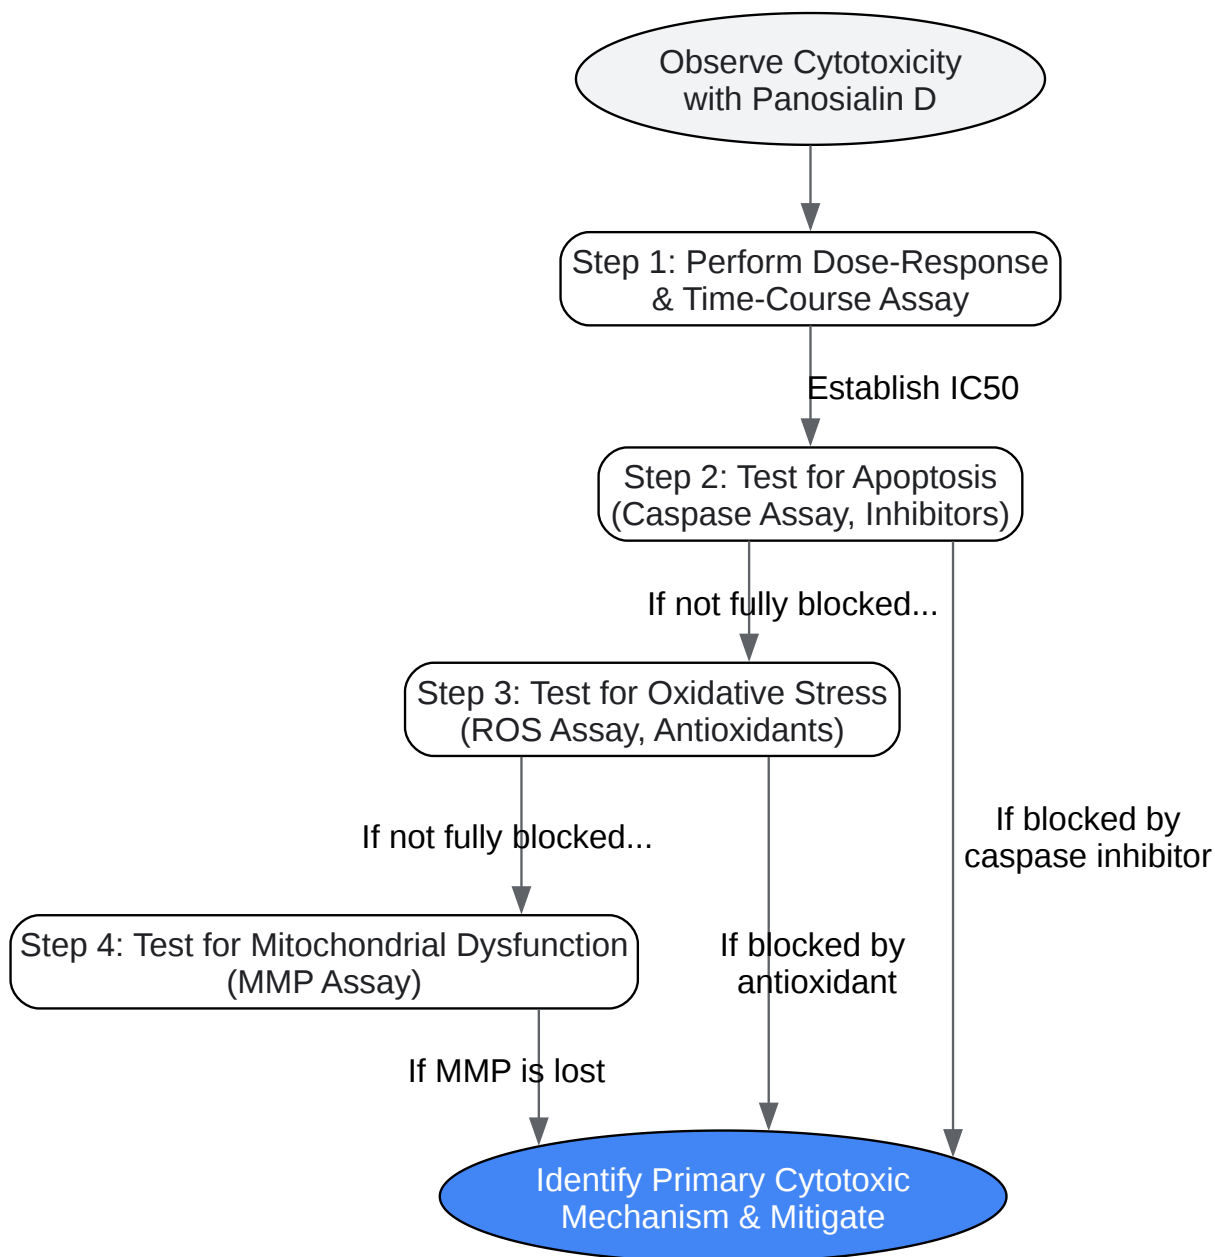 Observe Cytotoxicity
with Panosialin D
Step 1: Perform Dose-Response
& Time-Course Assay
Establish IC50
Step 2: Test for Apoptosis
(Caspase Assay, Inhibitors)
If not fully blocked...
Step 3: Test for Oxidative Stress
(ROS Assay, Antioxidants)
If not fully blocked...
If blocked by
caspase inhibitor
Step 4: Test for Mitochondrial Dysfunction
(MMP Assay)
If blocked by
antioxidant
If MMP is lost
Identify Primary Cytotoxic
Mechanism & Mitigate